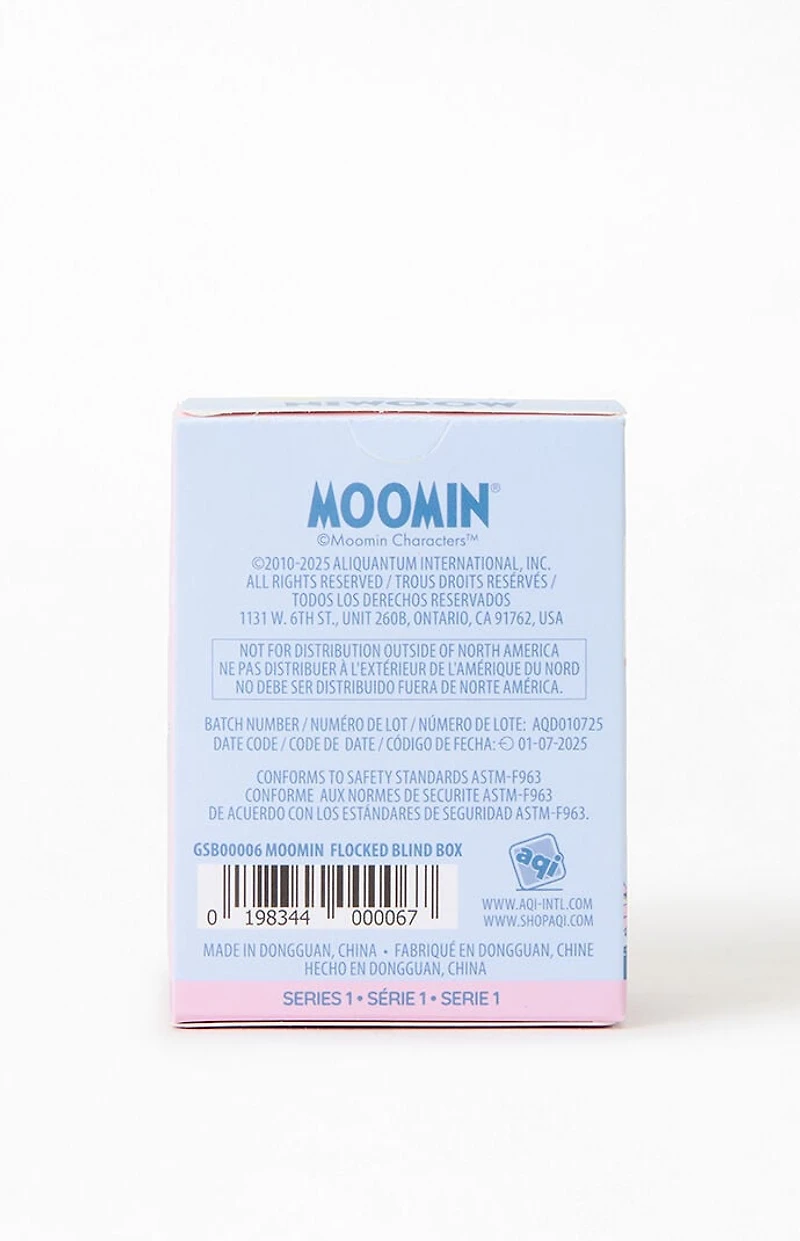 MOOMIN
MOOMIN®
©Moomin Characters™
©2010-2025 ALIQUANTUM INTERNATIONAL, INC.
ALL RIGHTS RESERVED / TROUS DROITS RESÉRVÉS /
TODOS LOS DERECHOS RESERVADOS
1131 W. 6TH ST., UNIT 260B, ONTARIO, CA 91762, USA
NOT FOR DISTRIBUTION OUTSIDE OF NORTH AMERICA
NE PAS DISTRIBUER À L'EXTÉRIEUR DE L'AMÉRIQUE DU NORD
NO DEBE SER DISTRIBUIDO FUERA DE NORTE AMÉRICA.
BATCH NUMBER / NUMÉRO DE LOT / NÚMERO DE LOTE: AQD010725
DATE CODE / CODE DE DATE / CÓDIGO DE FECHA: 01-07-2025
CONFORMS TO SAFETY STANDARDS ASTM-F963
CONFORME AUX NORMES DE SECURITE ASTM-F963
DE ACUERDO CON LOS ESTÁNDARES DE SEGURIDAD ASTM-F963.
GSB00006 MOOMIN FLOCKED BLIND BOX
0 198344 000067
aqi
WWW.AQI-INTL.COM
WWW.SHOPAQI.COM
MADE IN DONGGUAN, CHINA • FABRIQUÉ EN DONGGUAN, CHINE
HECHO EN DONGGUAN, CHINA
SERIES 1 • SÉRIE 1 • SERIE 1